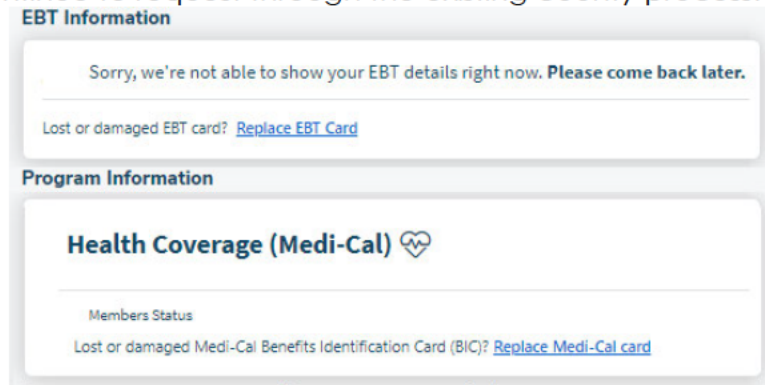 EBT Information
Sorry, we're not able to show your EBT details right now. Please come back later.
Lost or damaged EBT card? Replace EBT Card
Program Information
Health Coverage (Medi-Cal)
Members Status
Lost or damaged Medi-Cal Benefits Identification Card (BIC)? Replace Medi-Cal card